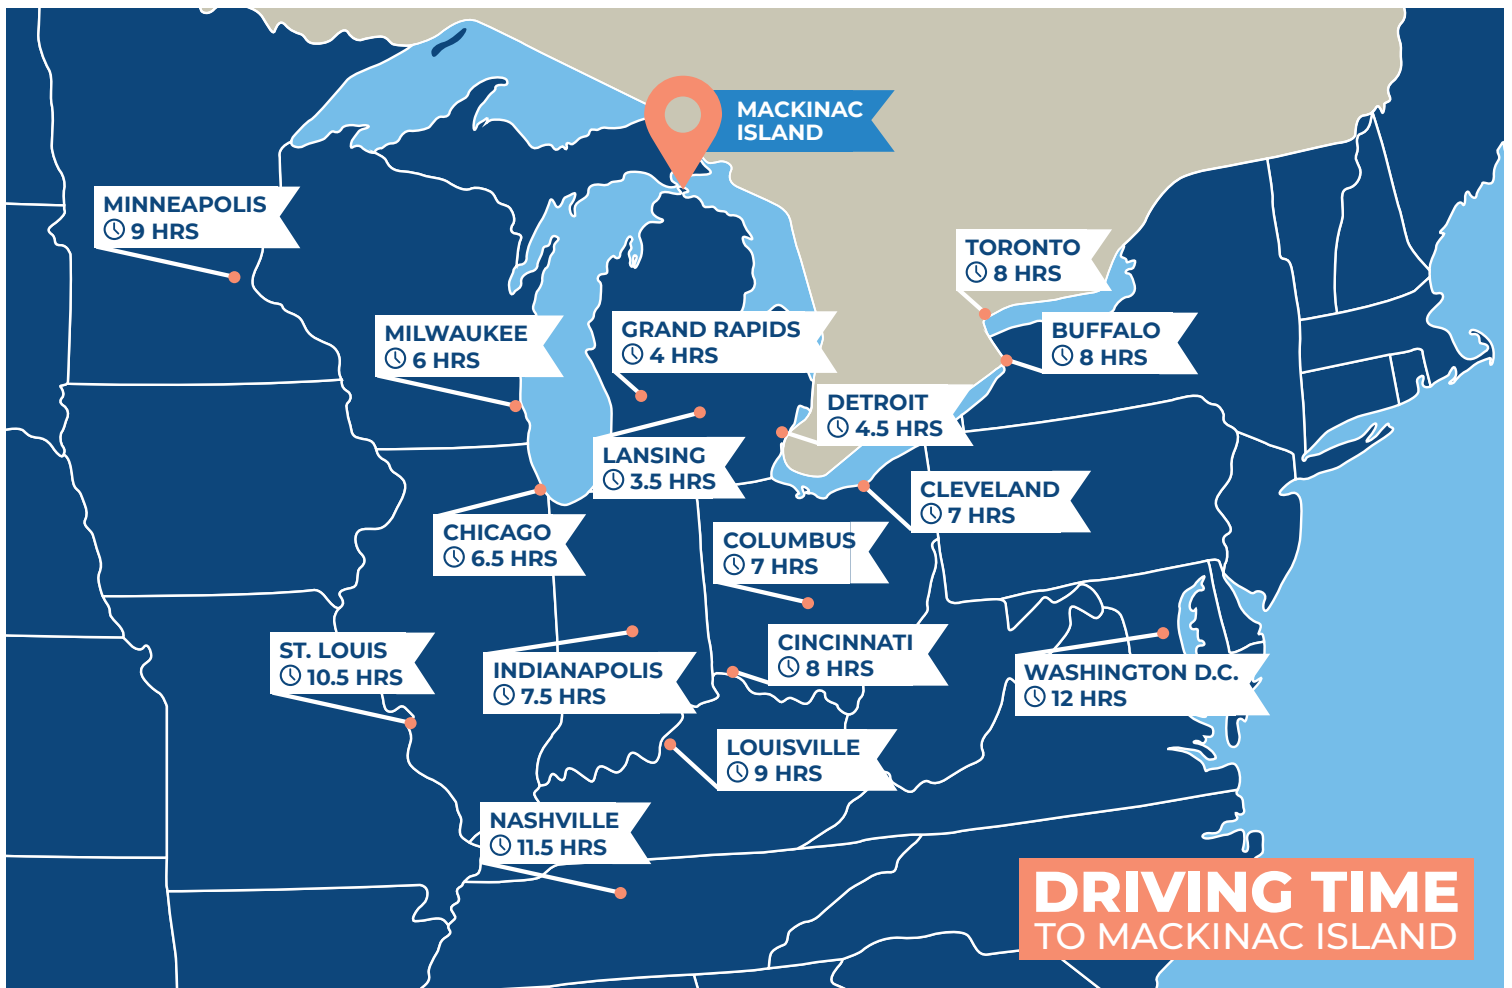 MACKINAC
ISLAND
MINNEAPOLIS
9 HRS
TORONTO
8 HRS
MILWAUKEE
6 HRS
GRAND RAPIDS
4 HRS
BUFFALO
8 HRS
DETROIT
4.5 HRS
LANSING
3.5 HRS
CLEVELAND
7 HRS
CHICAGO
6.5 HRS
COLUMBUS
7 HRS
ST. LOUIS
10.5 HRS
INDIANAPOLIS
7.5 HRS
CINCINNATI
8 HRS
WASHINGTON D.C.
12 HRS
LOUISVILLE
9 HRS
NASHVILLE
11.5 HRS
DRIVING TIME
TO MACKINAC ISLAND